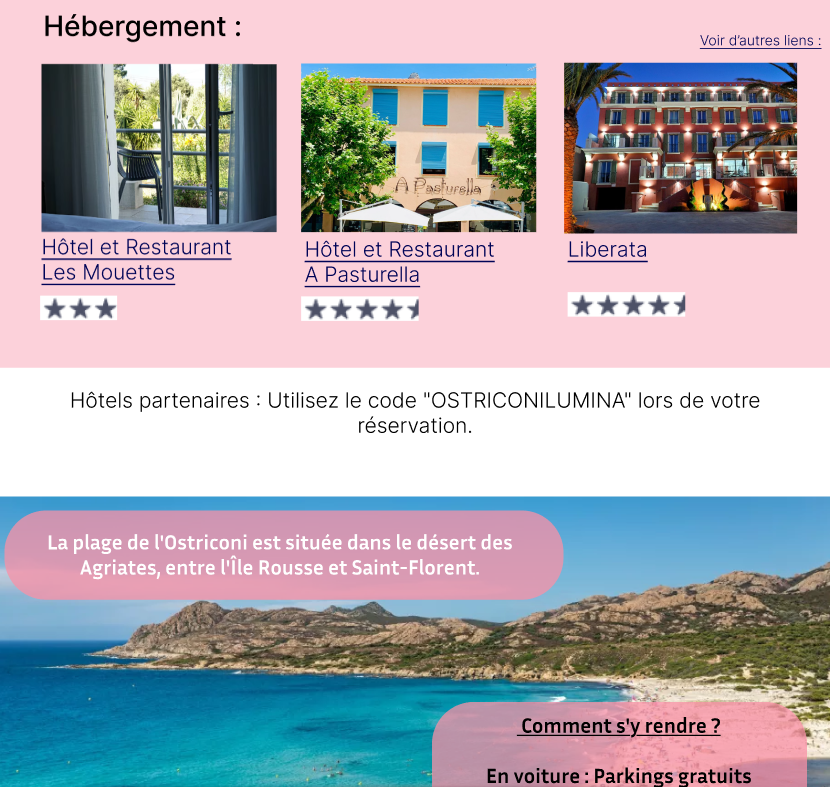 Hébergement :
Voir d'autres liens :
A Pasturella
Hôtel et Restaurant
Les Mouettes
Hôtel et Restaurant
A Pasturella
Liberata
Hôtels partenaires : Utilisez le code "OSTRICONILUMINA" lors de votre
réservation.
La plage de l'Ostriconi est située dans le désert des
Agriates, entre l'Île Rousse et Saint-Florent.
Comment s'y rendre ?
En voiture : Parkings gratuits